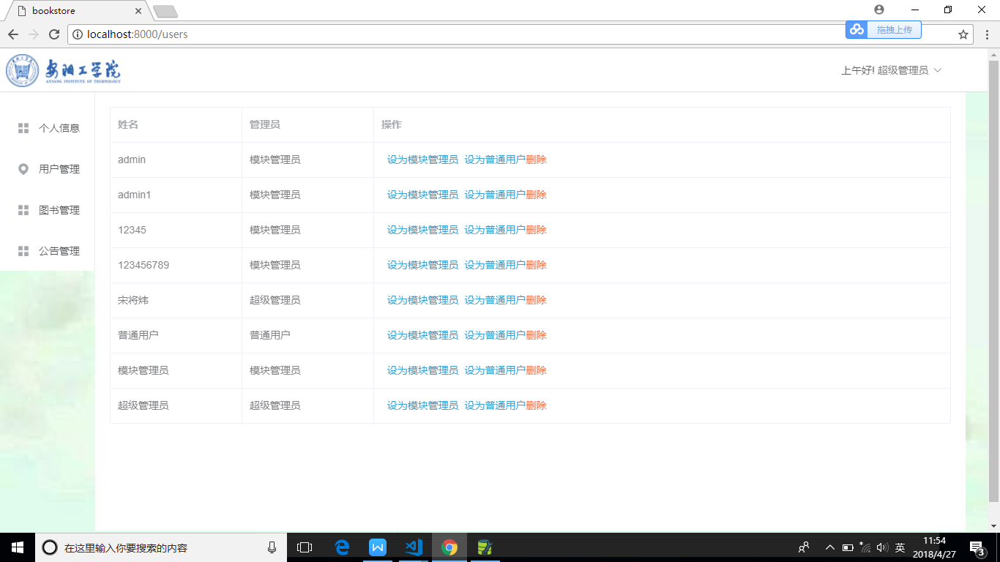 bookstore
localhost:8000/users
拖拽上传
安阳工学院
ANYANG INSTITUTE OF TECHNOLOGY
上午好! 超级管理员
个人信息
用户管理
图书管理
公告管理
姓名 管理员 操作
admin 模块管理员 设为模块管理员 设为普通用户删除
admin1 模块管理员 设为模块管理员 设为普通用户删除
12345 模块管理员 设为模块管理员 设为普通用户删除
123456789 模块管理员 设为模块管理员 设为普通用户删除
宋将炜 超级管理员 设为模块管理员 设为普通用户删除
普通用户 普通用户 设为模块管理员 设为普通用户删除
模块管理员 模块管理员 设为模块管理员 设为普通用户删除
超级管理员 超级管理员 设为模块管理员 设为普通用户删除
在这里输入你要搜索的内容
英
11:54
2018/4/27
3